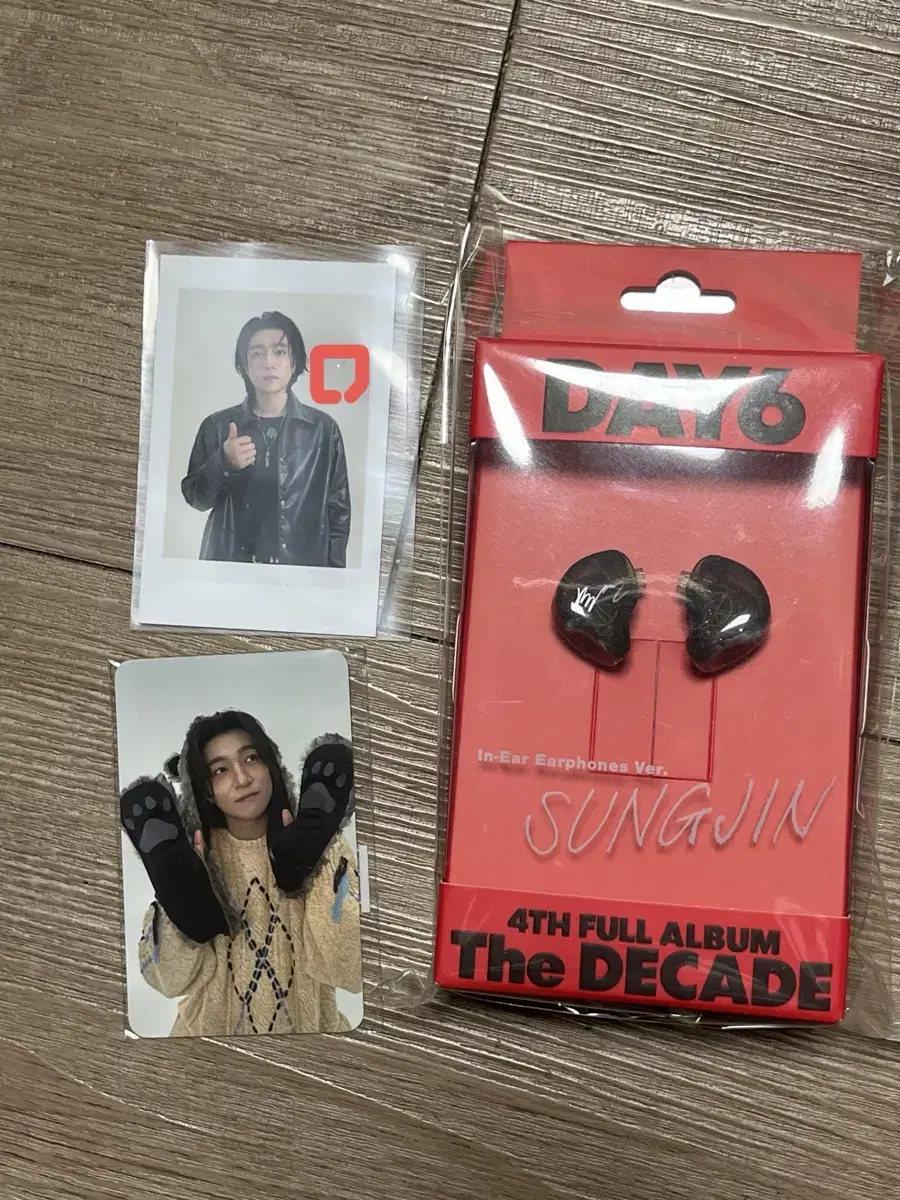 DAY6
In-Ear Earphones Ver.
SUNGJIN
4TH FULL ALBUM
The DECADE